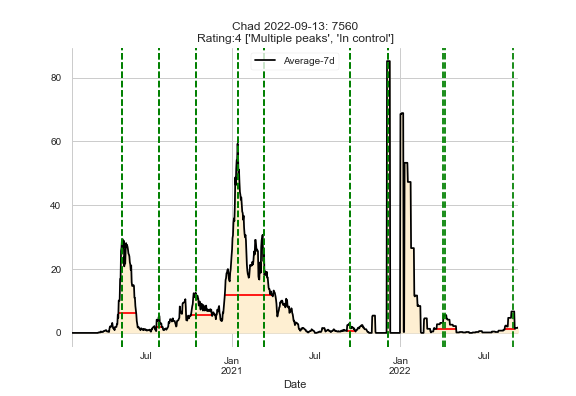 Chad 2022-09-13: 7560
Rating:4 ['Multiple peaks', 'In control']
Average-7d
80
60
40
20
0
Jul
Jan
2021
Jul
Jan
2022
Jul
Date